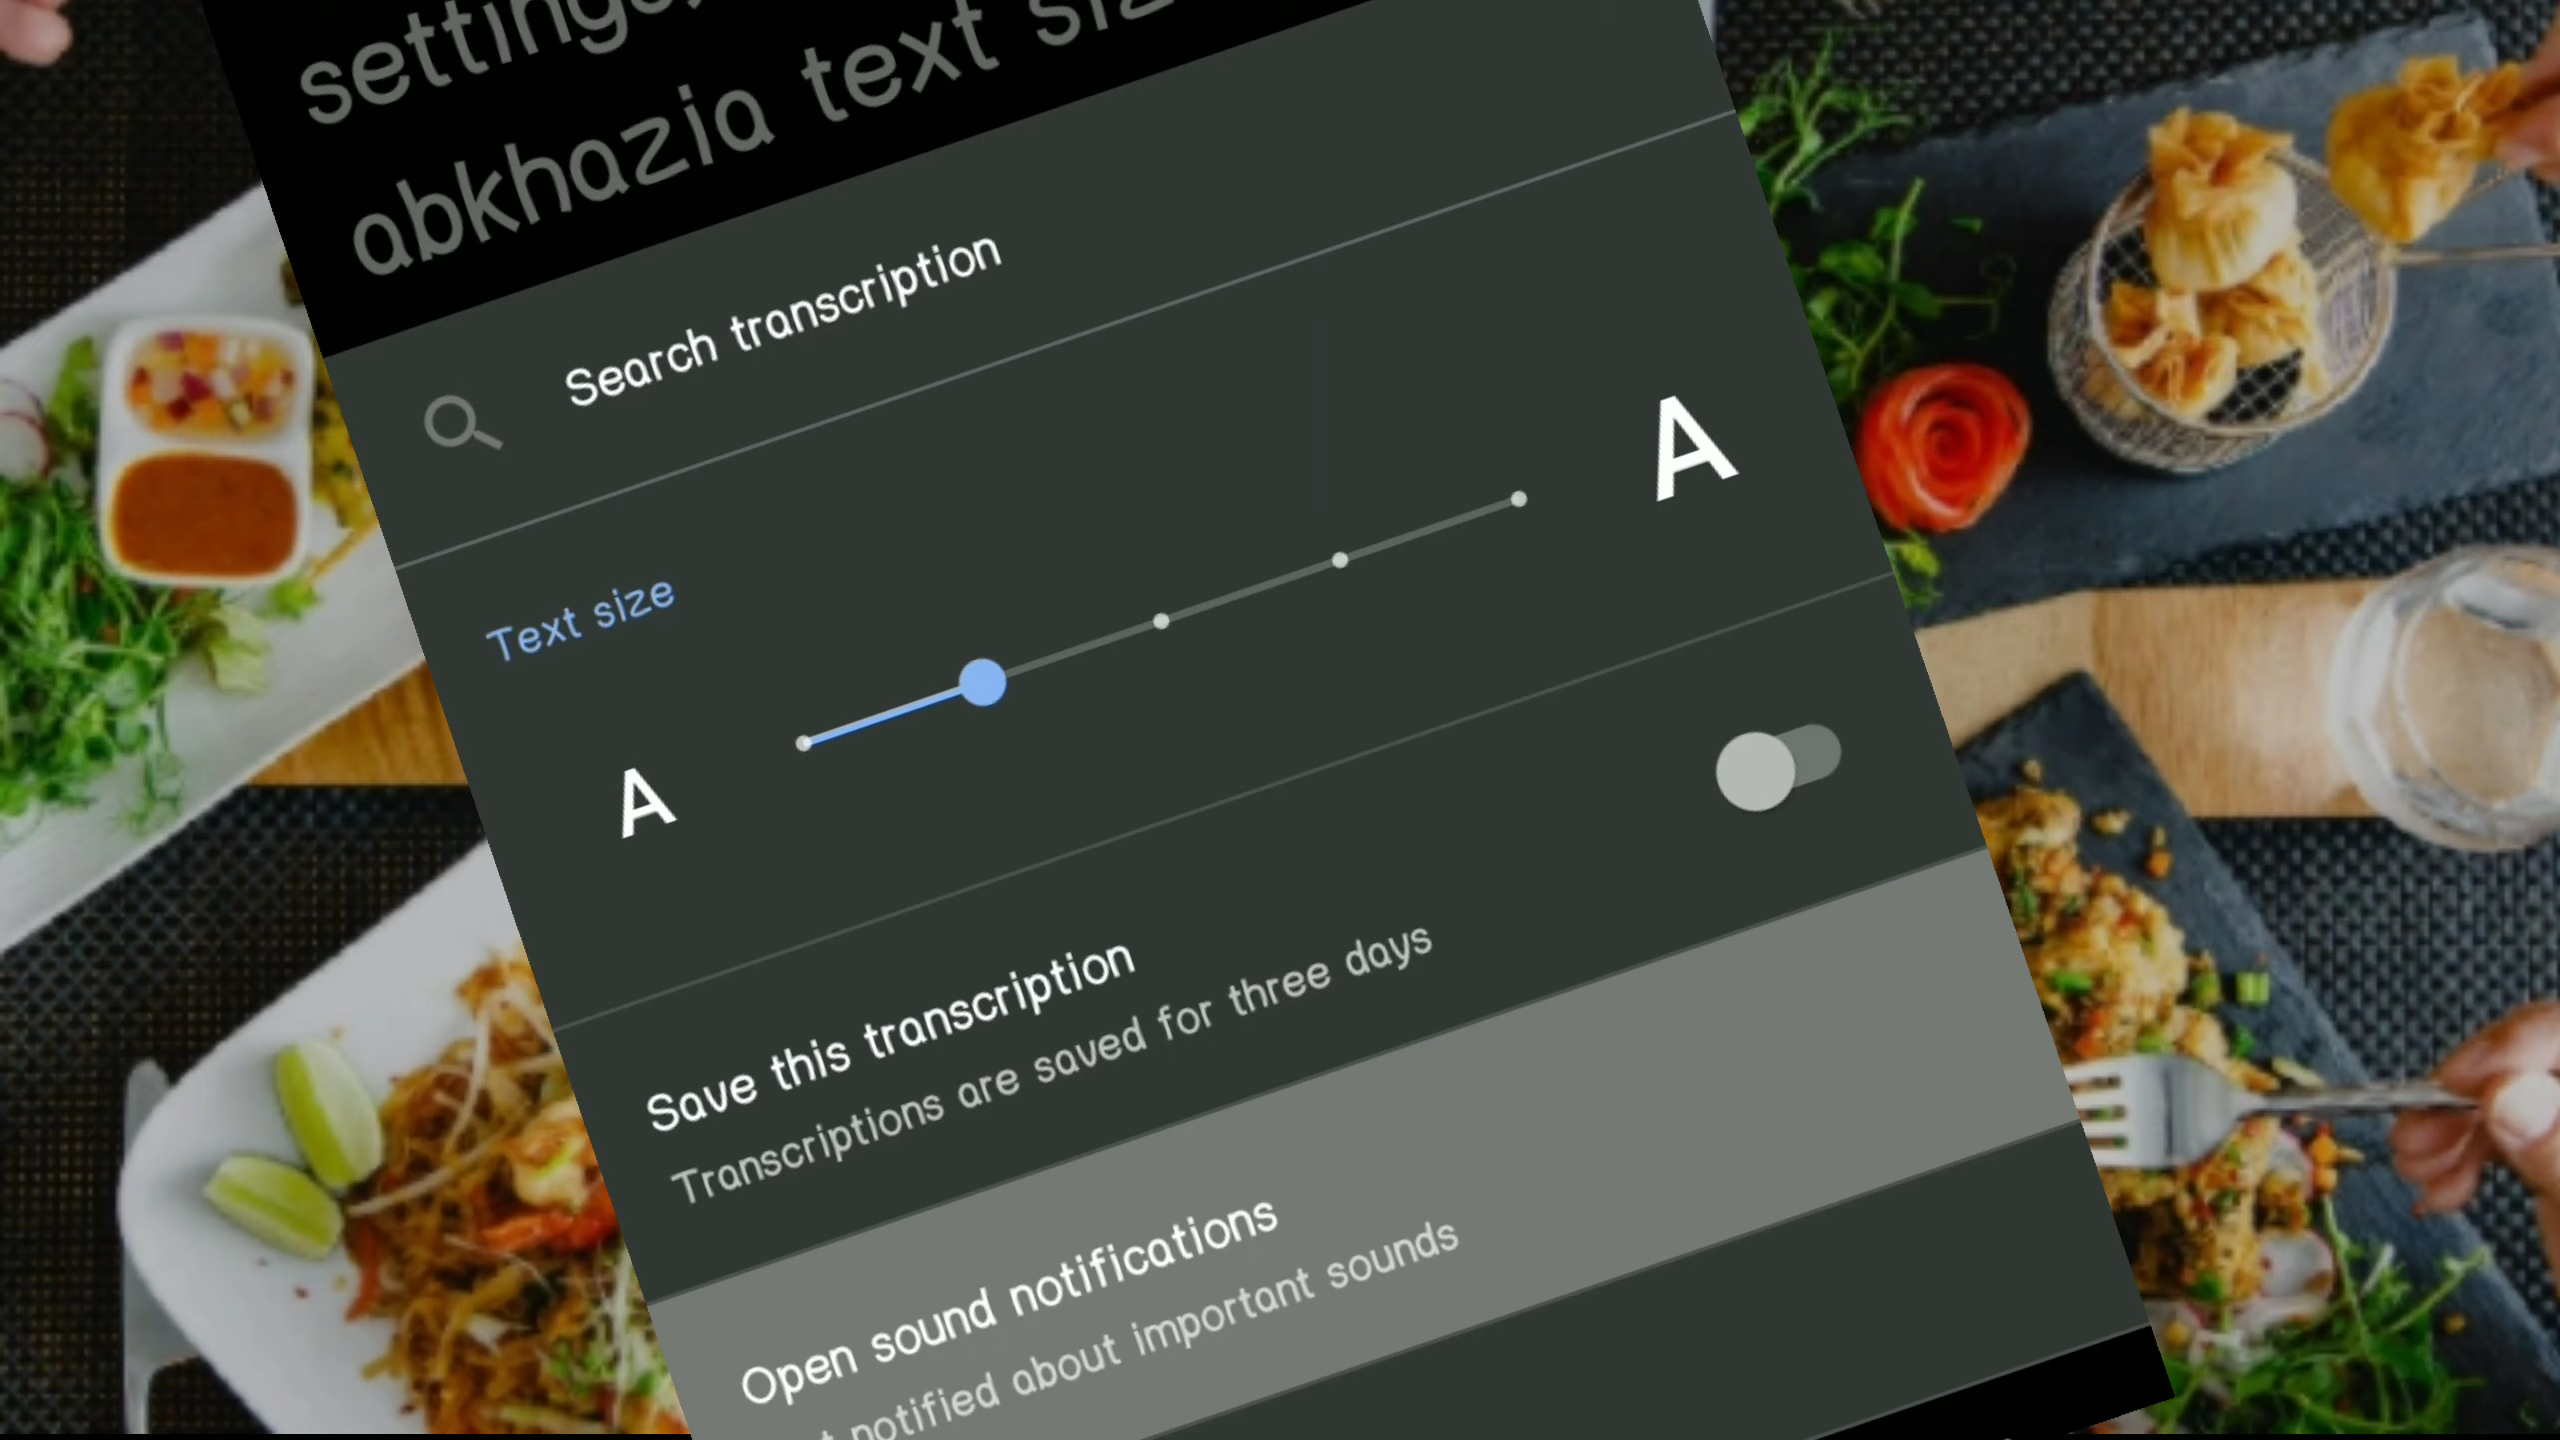 abkhazia text
Search transcription
Text size
A
A
Save this transcription
Transcriptions are saved for three days
Open sound notifications
notified about important sounds